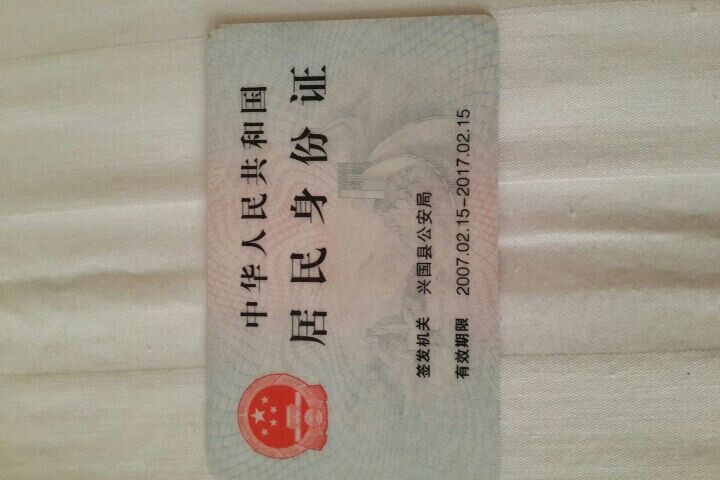 中华人民共和国
居民身份证
签发机关 兴国县公安局
有效期限 2007.02.15-2017.02.15